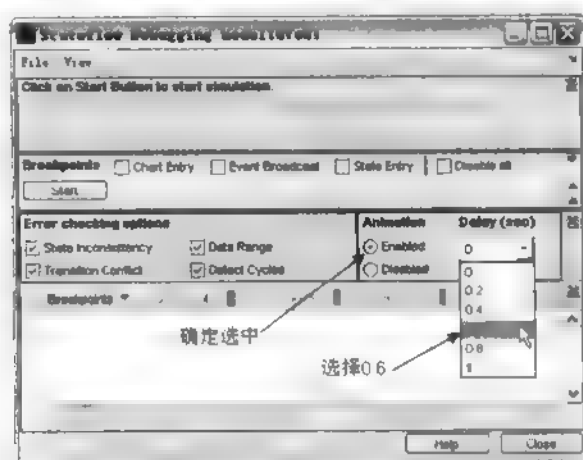 Debugging
File View
Click on Start Button to start simulation.
Breakpoints Chart Entry Event Broadcast State Entry Disable all
Start
Error checking options Animation Delay (sec)
State Inconsistency Data Range Enabled 0
Transition Conflict Detect Cycles Disabled 0
0.2
0.4
Breakpoints
确定选中
0.8
选择0.6
1
Help Close